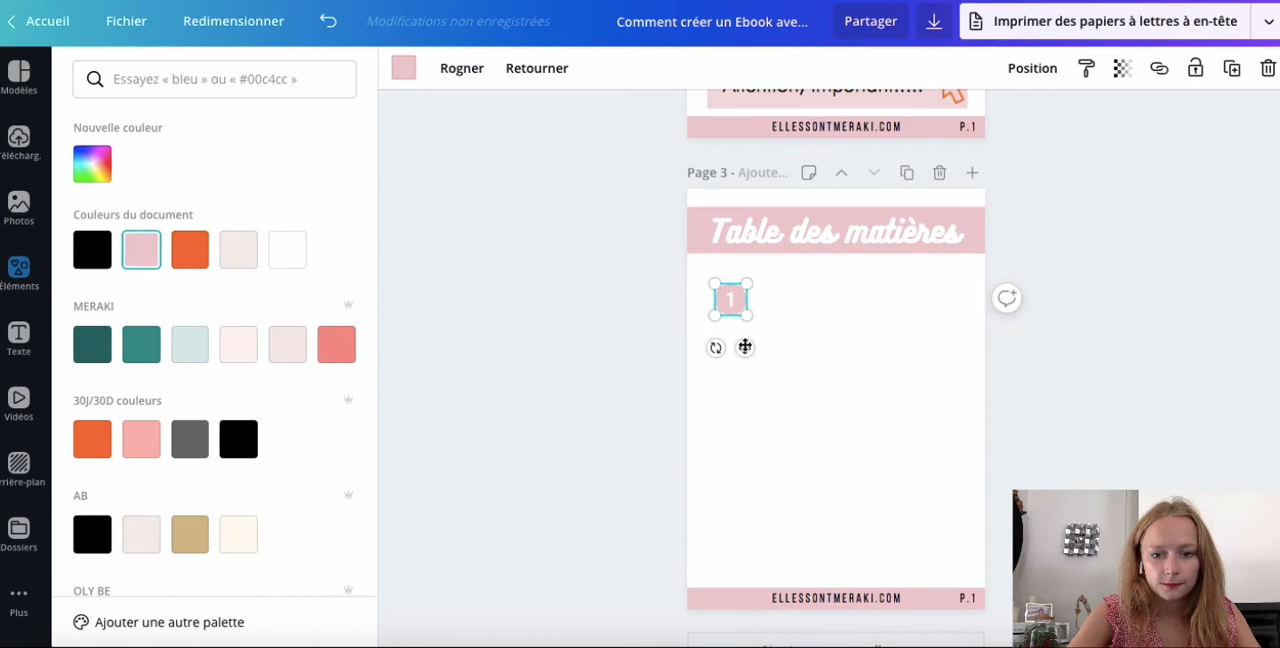 Accueil
Fichier
Redimensionner
Modifications non enregistrées
Comment créer un Ebook ave...
Partager
Imprimer des papiers à lettres à en-tête
Modèles
Télécharg.
Photos
Éléments
Texte
Vidéos
rrière-plan
Dossiers
Plus
Essayez « bleu » ou « #00c4cc »
Nouvelle couleur
Couleurs du document
MERAKI
30J/30D couleurs
AB
OLY BE
Ajouter une autre palette
Rogner
Retourner
Position
ELLESSONTMERAKI.COM P.1
Page 3 - Ajoute...
Table des matières
1
ELLESSONTMERAKI.COM P.1